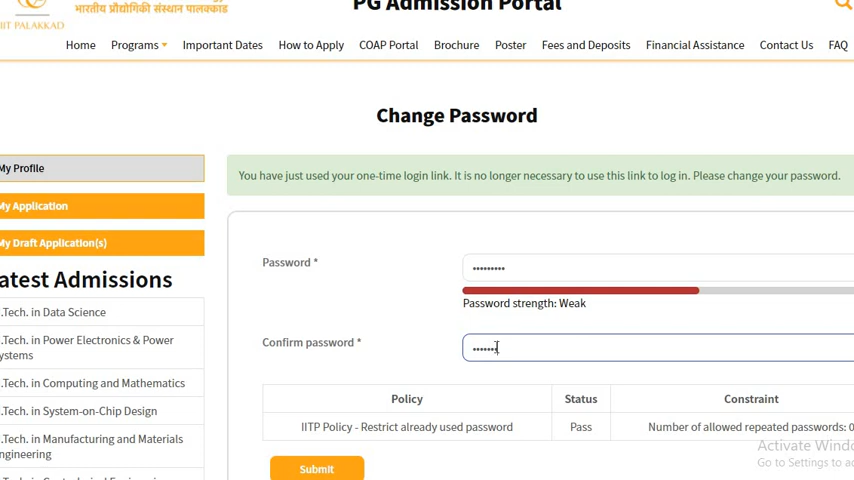 भारतीय प्रौद्योगिकी संस्थान पालक्काड
IIT PALAKKAD
PG Admission Portal
Home Programs Important Dates How to Apply COAP Portal Brochure Poster Fees and Deposits Financial Assistance Contact Us FAQ
Change Password
My Profile
You have just used your one-time login link. It is no longer necessary to use this link to log in. Please change your password.
My Application
My Draft Application(s)
atest Admissions
.Tech. in Data Science
.Tech. in Power Electronics & Power
ystems
.Tech. in Computing and Mathematics
.Tech. in System-on-Chip Design
.Tech. in Manufacturing and Materials
ngineering
Password *
Password strength: Weak
Confirm password *
Policy Status Constraint
IITP Policy - Restrict already used password Pass Number of allowed repeated passwords: 0
Submit
Activate Windo
Go to Settings to ac